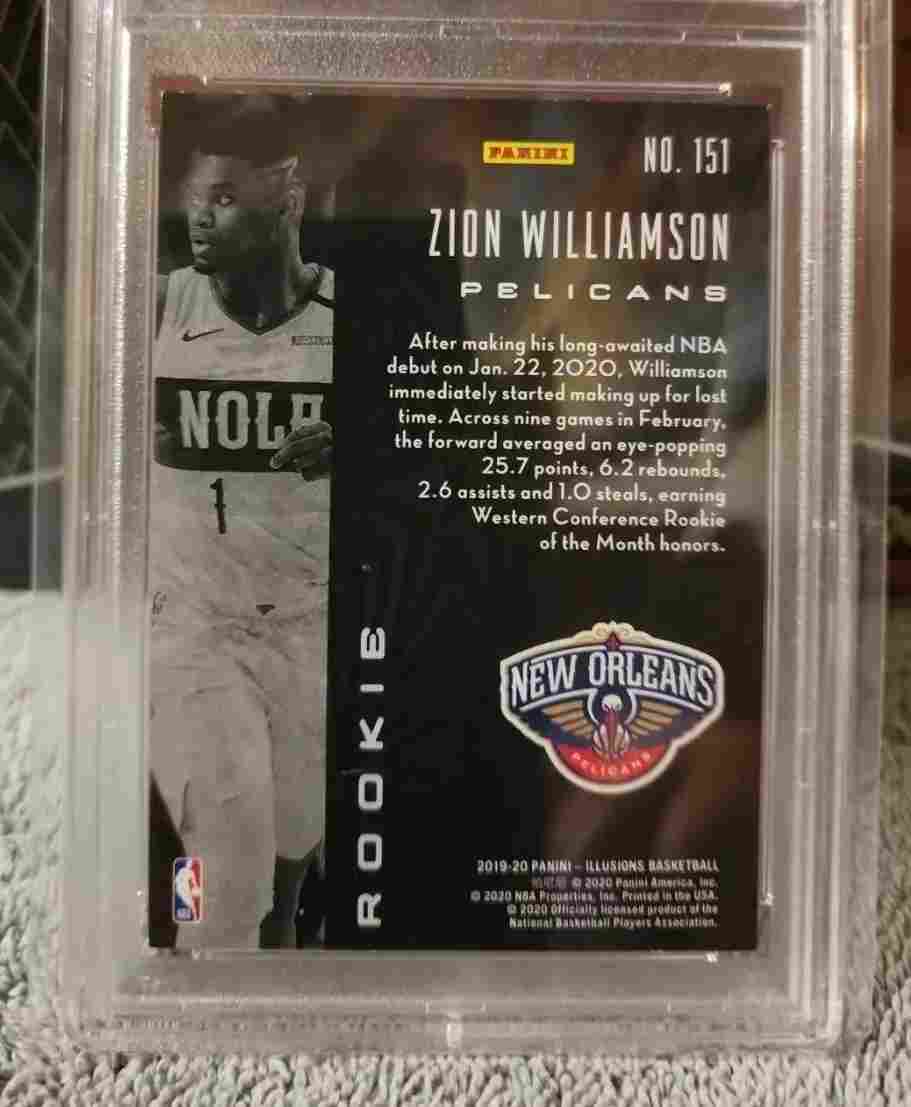 PANINI
NO. 151
ZION WILLIAMSON
PELICANS
After making his long-awaited NBA
debut on Jan. 22, 2020, Williamson
immediately started making up for lost
time. Across nine games in February,
the forward averaged an eye-popping
25.7 points, 6.2 rebounds,
2.6 assists and 1.0 steals, earning
Western Conference Rookie
of the Month honors.
NOLA
1
ROOKIE
NEW ORLEANS
PELICANS
NBA
2019-20 PANINI – ILLUSIONS BASKETBALL
© 2020 Panini America, Inc.
© 2020 NBA Properties, Inc. Printed in the USA.
© 2020 Officially licensed product of the
National Basketball Players Association.